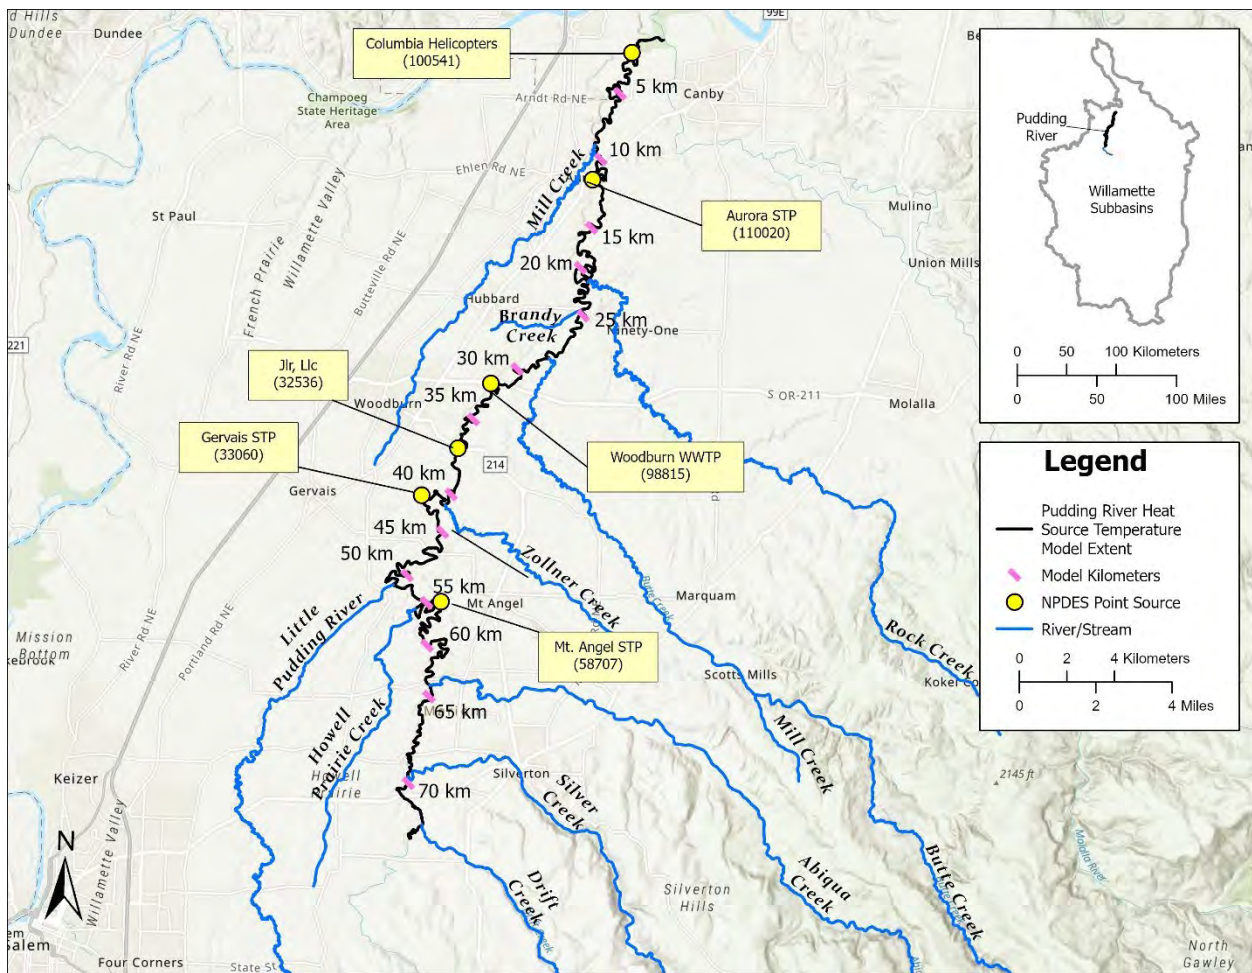 d Hills
Dundee
Dundee
99E
Columbia Helicopters
(100541)
5 km
Canby
Arndt Rd NE
Champoeg
State Heritage
Area
10 km
Mill Creek
Ehlen Rd NE
Mulino
St Paul
Aurora STP
(110020)
French Prairie
Willamette Valley
Butteville Rd NE
15 km
Union Mills
20 km
River Rd NE
221
Hubbard
Brandy
Creek
25 km
Ninety-One
30 km
Jlr, Llc
(32536)
35 km
S OR-211
Woodburn
Molalla
Gervais STP
(33060)
214
Woodburn WWTP
(98815)
40 km
Gervais
45 km
50 km
Zollner Creek
Butte Creek
55 km
Mt Angel
Marquam
Little
Pudding River
River Rd NE
Portland Rd NE
Mission
Bottom
60 km
Mt. Angel STP
(58707)
Rock Creek
Scotts Mills
Kokel Co
65 km
Howell
Prairie Creek
Mill Creek
Keizer
Howell
Prairie
Silverton
Silver
Creek
2145 ft
70 km
N
Willamette Valley
Molalla River
Drift
Creek
Abiqua
Creek
Butte Creek
Silverton
Hills
Salem
Four Corners
State St
North
Gawley
Pudding
River
Willamette
Subbasins
0 50 100 Kilometers
0 50 100 Miles
Legend
Pudding River Heat
Source Temperature
Model Extent
Model Kilometers
NPDES Point Source
River/Stream
0 2 4 Kilometers
0 2 4 Miles